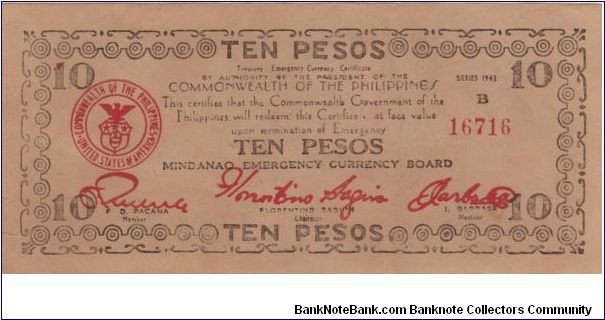 TEN PESOS
10
10
Treasury Emergency Currency Certificate
BY AUTHORITY OF THE PRESIDENT OF THE
SERIES 1943
COMMONWEALTH OF THE PHILIPPINES
COMMONWEALTH OF THE PHILIPPINES
UNITED STATES OF AMERICA
This certifies that the Commonwealth Government of the
B
Philippines will redeem this Certifica- at face value
16716
upon termination of Emergency
TEN PESOS
MINDANAO EMERGENCY CURRENCY BOARD
Florentino Saguin
10
10
P. D. PACANA
FLORENTINO SAGUIN
I. BARBASA
Member
Chairman
Member
TEN PESOS
BankNoteBank.com Banknote Collectors Community